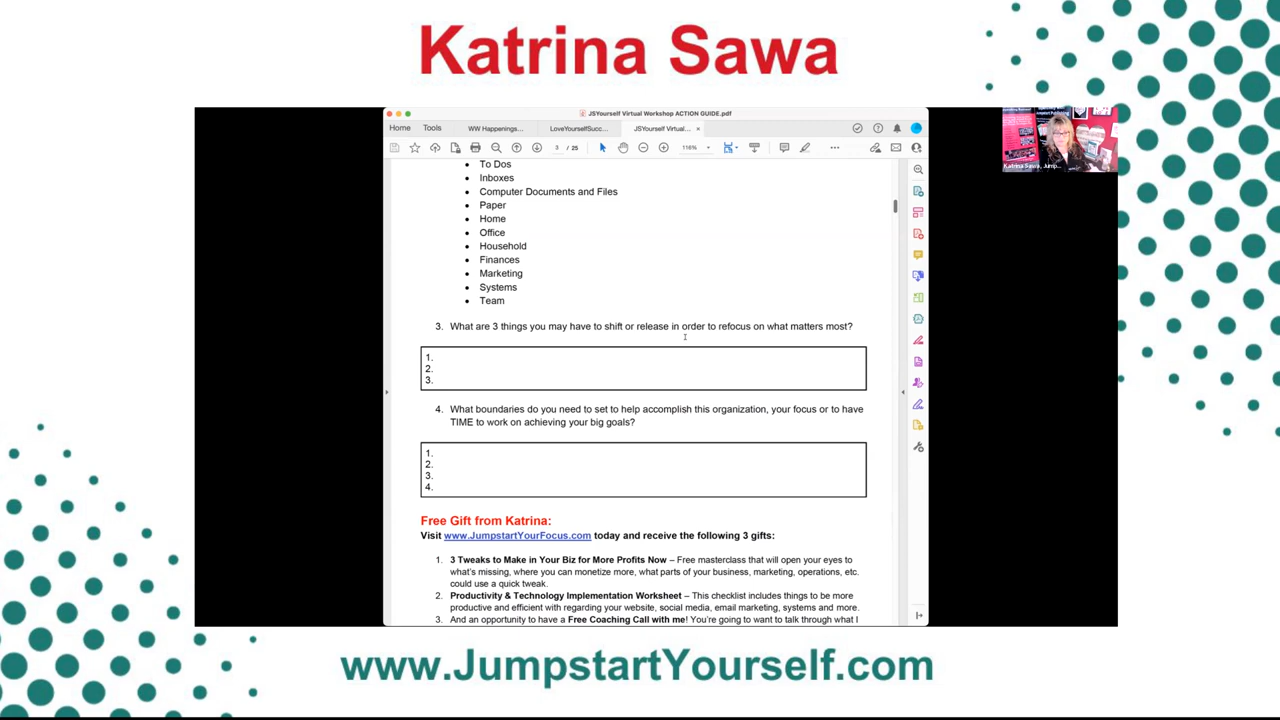 Katrina Sawa
JSYourself Virtual Workshop ACTION GUIDE.pdf
Home Tools WW Happenings... LoveYourselfSucc... JSYourself Virtual... ×
3 / 25 116%
• To Dos
• Inboxes
• Computer Documents and Files
• Paper
• Home
• Office
• Household
• Finances
• Marketing
• Systems
• Team
3. What are 3 things you may have to shift or release in order to refocus on what matters most?
1.
2.
3.
4. What boundaries do you need to set to help accomplish this organization, your focus or to have
TIME to work on achieving your big goals?
1.
2.
3.
4.
Free Gift from Katrina:
Visit www.JumpstartYourFocus.com today and receive the following 3 gifts:
1. 3 Tweaks to Make in Your Biz for More Profits Now – Free masterclass that will open your eyes to
what's missing, where you can monetize more, what parts of your business, marketing, operations, etc.
could use a quick tweak.
2. Productivity & Technology Implementation Worksheet – This checklist includes things to be more
productive and efficient with regarding your website, social media, email marketing, systems and more.
3. And an opportunity to have a Free Coaching Call with me! You're going to want to talk through what I
Katrina Sawa, Jump...
www.JumpstartYourself.com